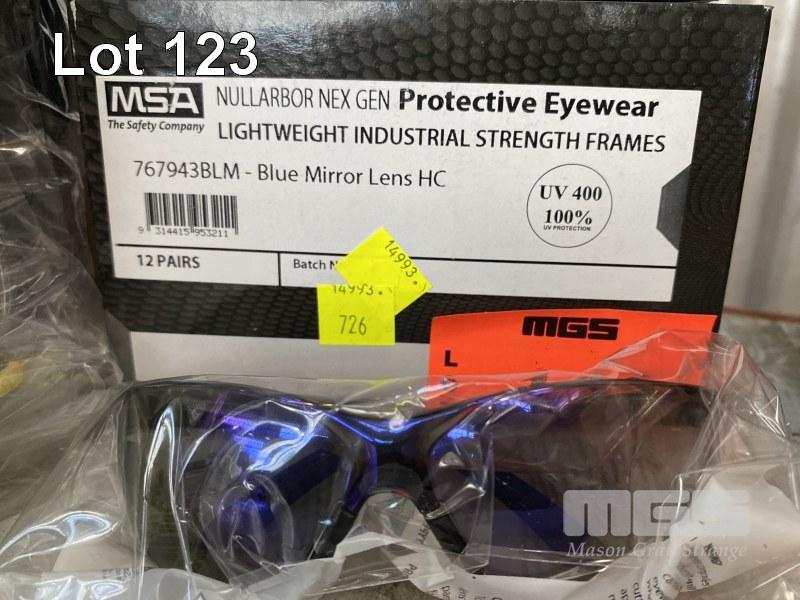 Lot 123
MSA NULLARBOR NEX GEN Protective Eyewear
The Safety Company
LIGHTWEIGHT INDUSTRIAL STRENGTH FRAMES
767943BLM - Blue Mirror Lens HC
UV 400
100%
UV PROTECTION
9 314415 953211
12 PAIRS
Batch
14993.
14993.
726
MGS
L
MGS
Mason Gray Strange